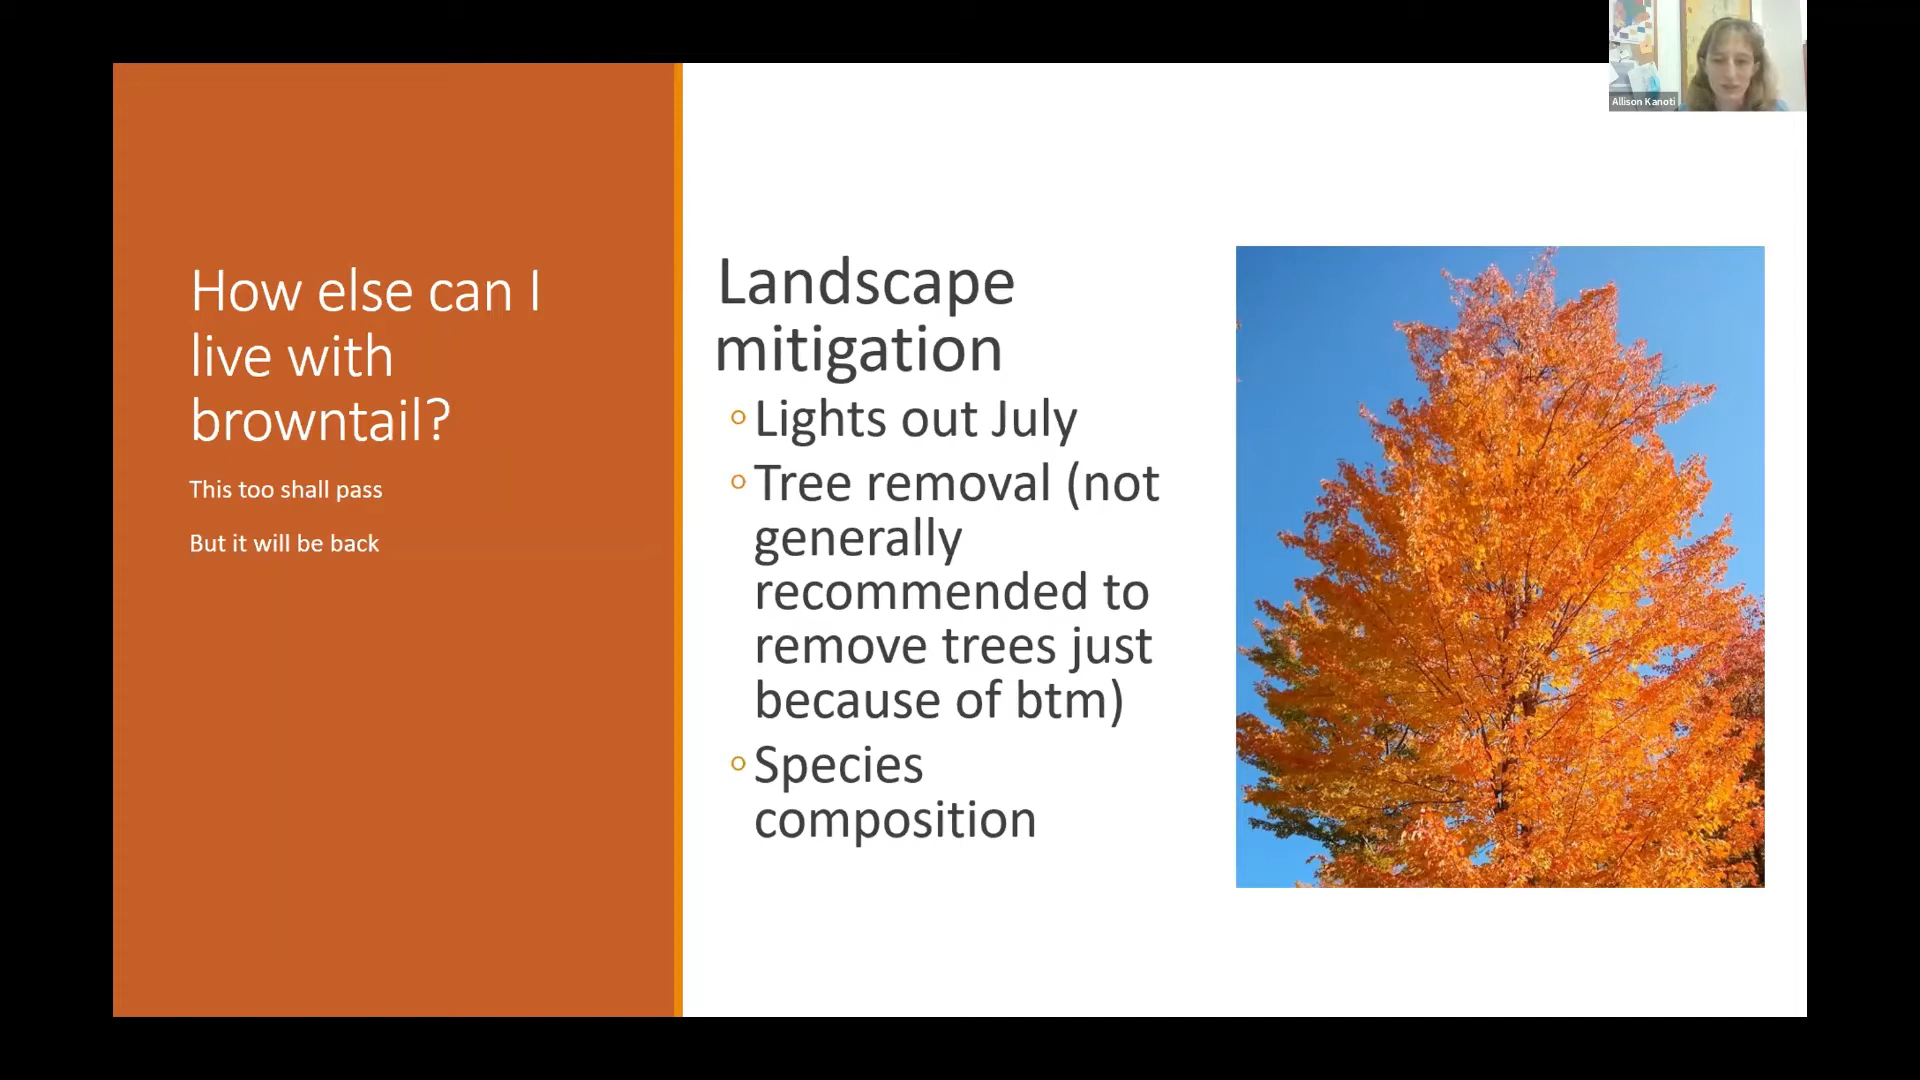 Allison Kanoti
How else can I
live with
browntail?
This too shall pass
But it will be back
Landscape
mitigation
Lights out July
Tree removal (not
generally
recommended to
remove trees just
because of btm)
Species
composition